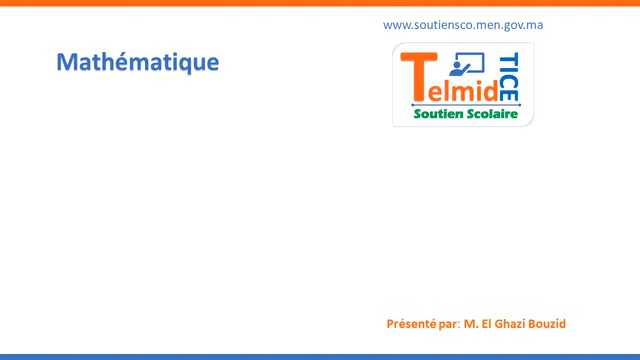 www.soutiensco.men.gov.ma
Mathématique
Telmid TICE
Soutien Scolaire
Présenté par: M. El Ghazi Bouzid